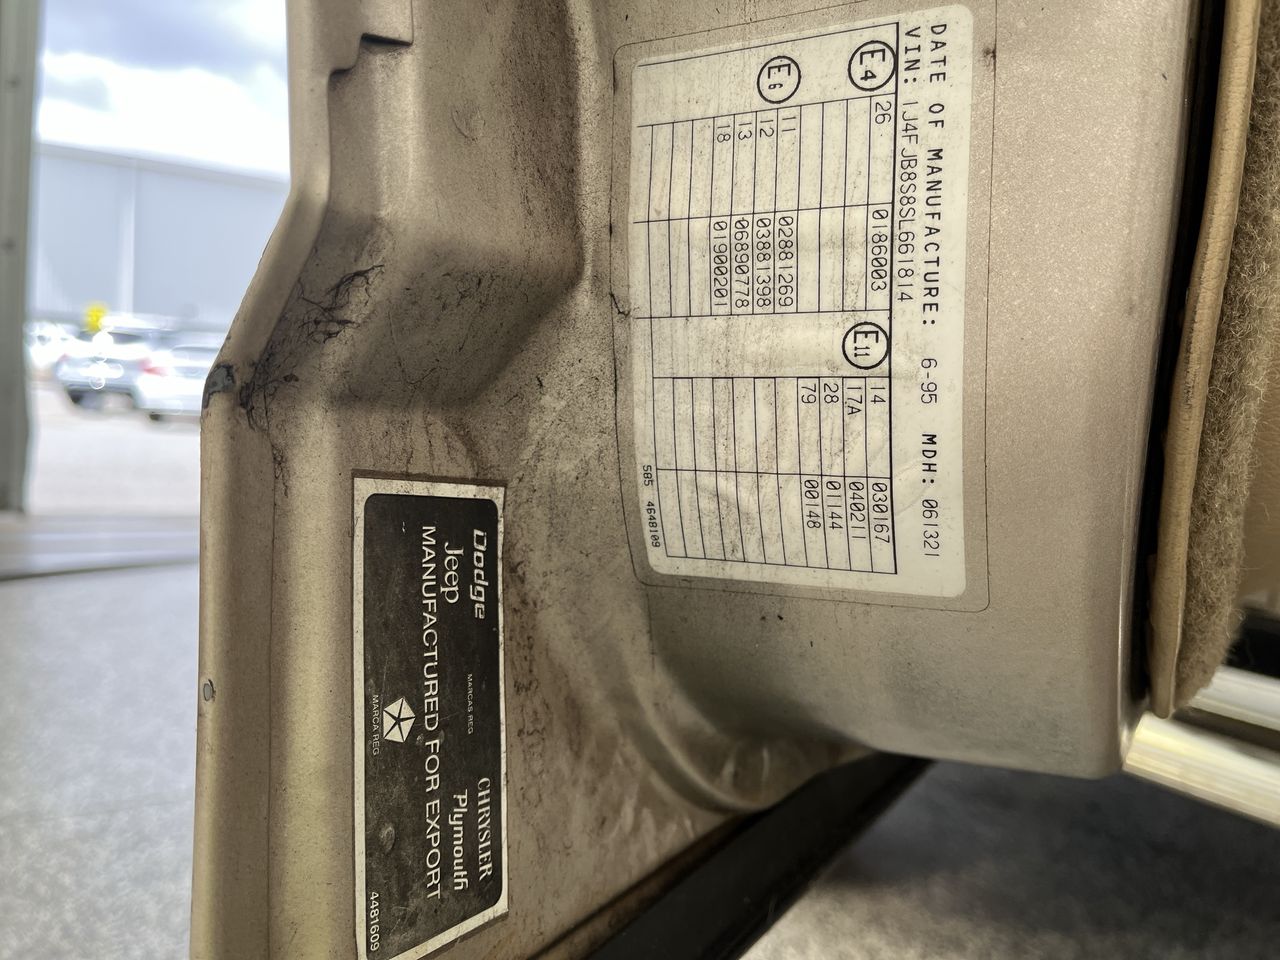 DATE OF MANUFACTURE: 6-95 MDH: 061321
VIN: 1J4FJB8S8SL661814
E4 26 0186003
E6
11 02881269
12 03881398
13 06890778
18 01900201
E11
14 030167
17A 040211
28 01144
79 00148
585 4648109
Dodge CHRYSLER
MARCAS REG
Jeep Plymouth
MANUFACTURED FOR EXPORT
MARCA REG
4481609